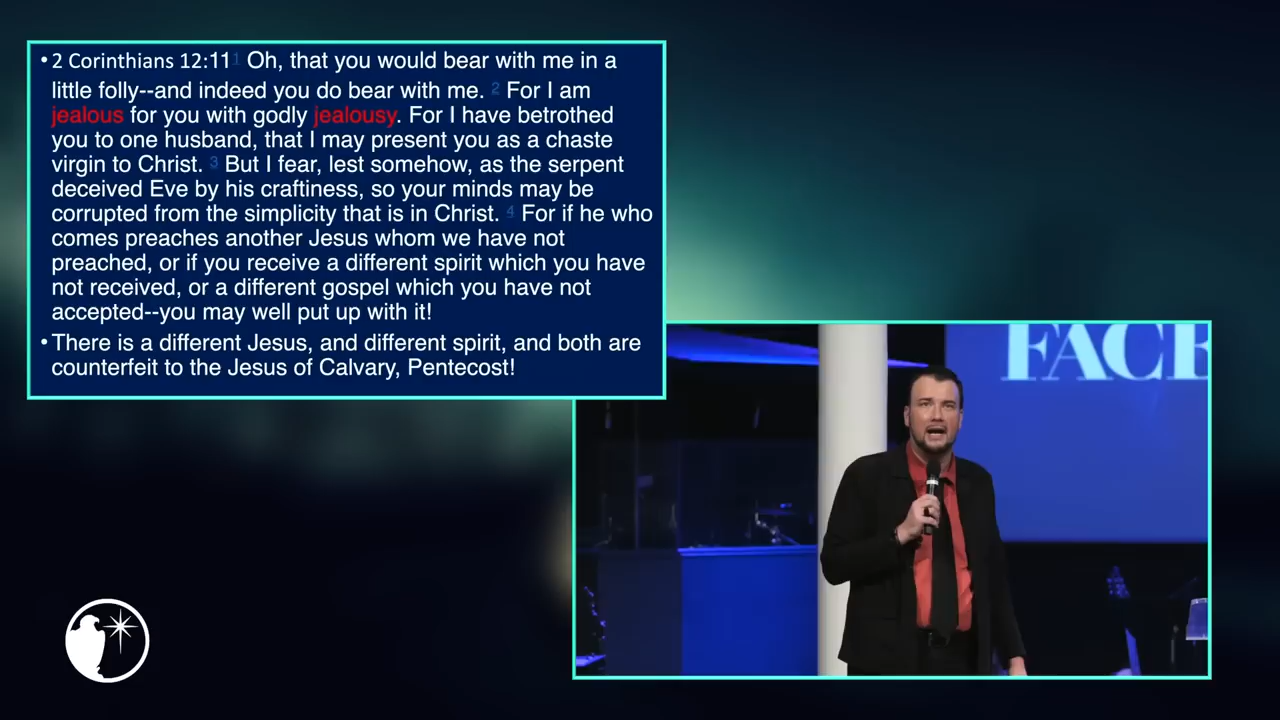 • 2 Corinthians 12:11 1 Oh, that you would bear with me in a
little folly--and indeed you do bear with me. 2 For I am
jealous for you with godly jealousy. For I have betrothed
you to one husband, that I may present you as a chaste
virgin to Christ. 3 But I fear, lest somehow, as the serpent
deceived Eve by his craftiness, so your minds may be
corrupted from the simplicity that is in Christ. 4 For if he who
comes preaches another Jesus whom we have not
preached, or if you receive a different spirit which you have
not received, or a different gospel which you have not
accepted--you may well put up with it!
• There is a different Jesus, and different spirit, and both are
counterfeit to the Jesus of Calvary, Pentecost!